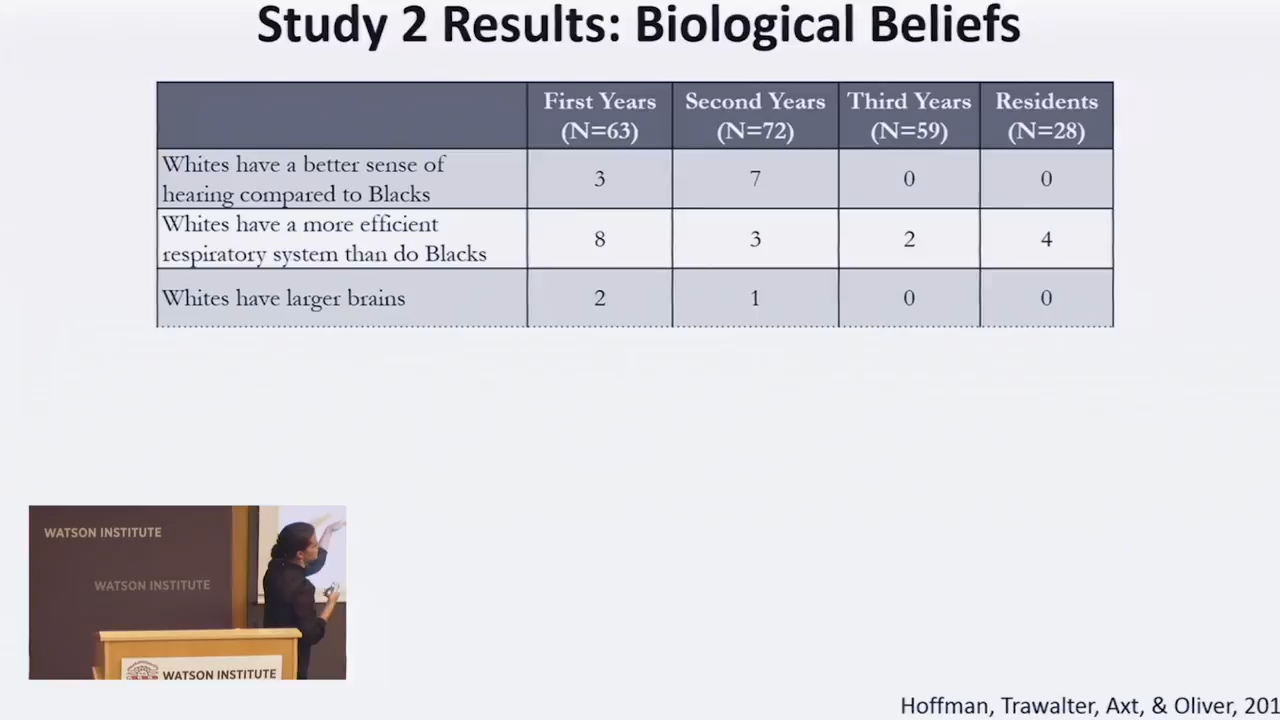 Study 2 Results: Biological Beliefs
First Years Second Years Third Years Residents
(N=63) (N=72) (N=59) (N=28)
Whites have a better sense of
hearing compared to Blacks 3 7 0 0
Whites have a more efficient
respiratory system than do Blacks 8 3 2 4
Whites have larger brains 2 1 0 0
WATSON INSTITUTE
WATSON INSTITUTE
WATSON INSTITUTE
Hoffman, Trawalter, Axt, & Oliver, 201